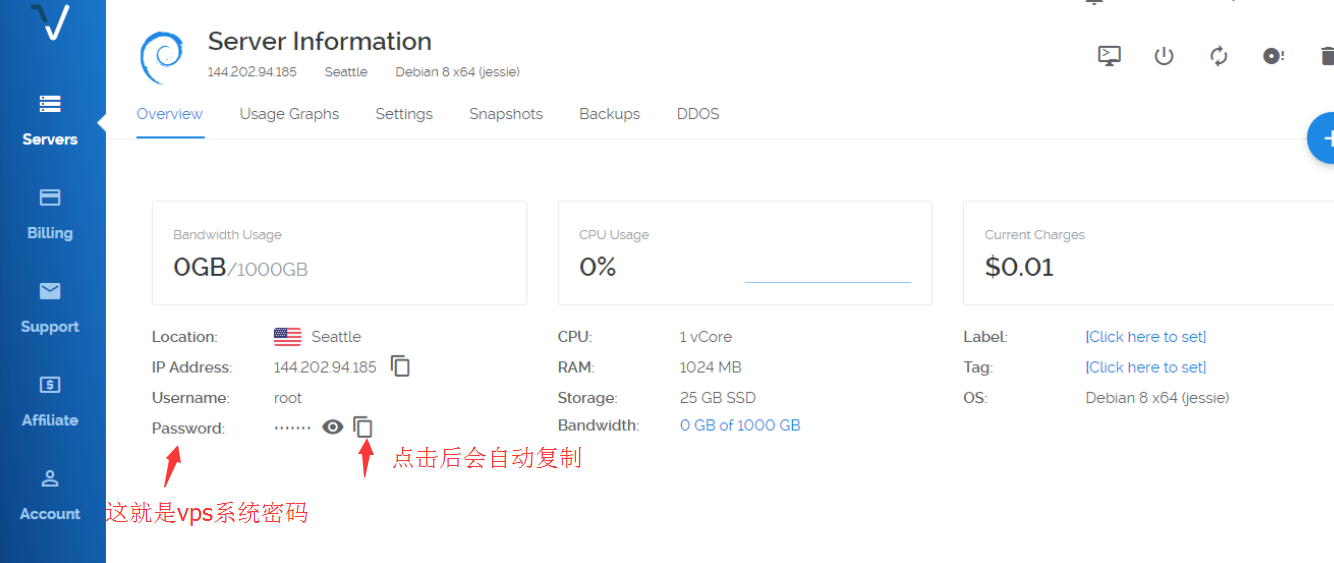 Server Information
144.202.94.185 Seattle Debian 8 x64 (jessie)
Overview Usage Graphs Settings Snapshots Backups DDOS
Servers
Billing
Support
Affiliate
Account
Bandwidth Usage
0GB/1000GB
CPU Usage
0%
Current Charges
$0.01
Location: Seattle
IP Address: 144.202.94.185
Username: root
Password: ·······
CPU: 1 vCore
RAM: 1024 MB
Storage: 25 GB SSD
Bandwidth: 0 GB of 1000 GB
Label: [Click here to set]
Tag: [Click here to set]
OS: Debian 8 x64 (jessie)
点击后会自动复制
这就是vps系统密码